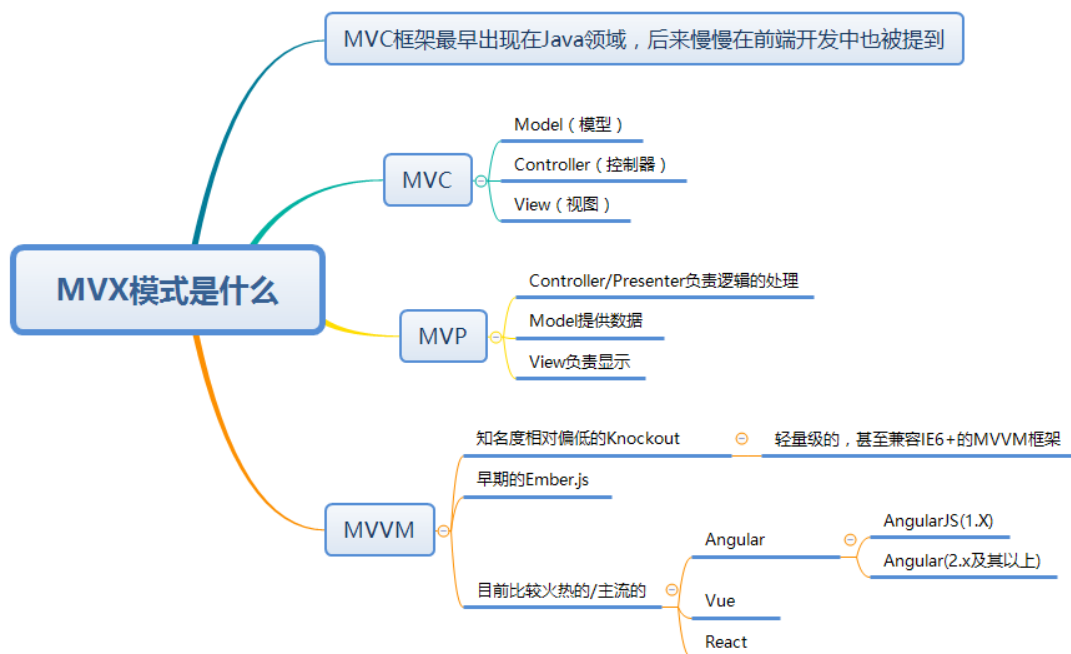 MVC框架最早出现在Java领域，后来慢慢在前端开发中也被提到
MVX模式是什么
MVC
Model（模型）
Controller（控制器）
View（视图）
MVP
Controller/Presenter负责逻辑的处理
Model提供数据
View负责显示
MVVM
知名度相对偏低的Knockout
轻量级的，甚至兼容IE6+的MVVM框架
早期的Ember.js
目前比较火热的/主流的
Angular
AngularJS(1.X)
Angular(2.x及其以上)
Vue
React